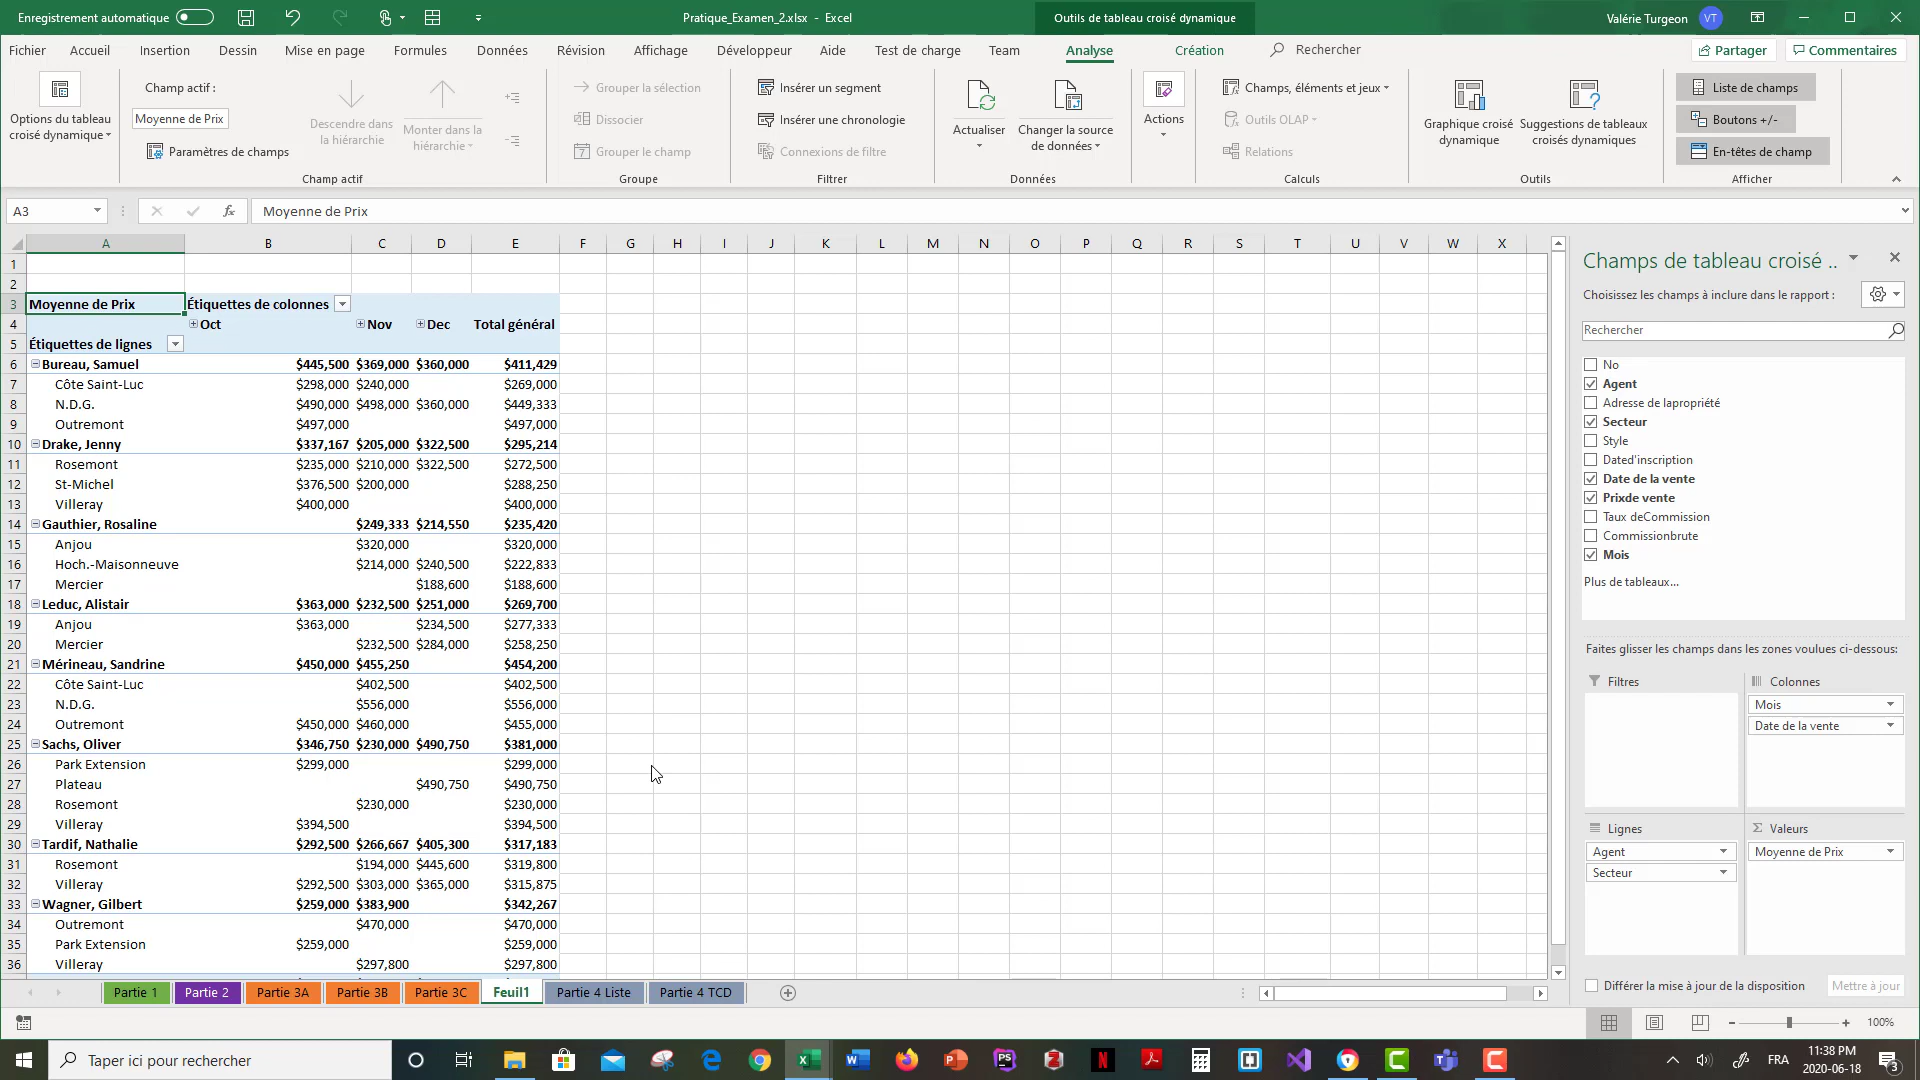 Enregistrement automatique
Pratique_Examen_2.xlsx - Excel
Outils de tableau croisé dynamique
Valérie Turgeon VT
Fichier Accueil Insertion Dessin Mise en page Formules Données Révision Affichage Développeur Aide Test de charge Team Analyse Création Rechercher Partager Commentaires
Options du tableau croisé dynamique
Champ actif :
Moyenne de Prix
Paramètres de champs
Descendre dans la hiérarchie
Monter dans la hiérarchie
Champ actif
Grouper la sélection
Dissocier
Grouper le champ
Groupe
Insérer un segment
Insérer une chronologie
Connexions de filtre
Filtrer
Actualiser
Changer la source de données
Données
Actions
Champs, éléments et jeux
Outils OLAP
Relations
Calculs
Graphique croisé dynamique
Suggestions de tableaux croisés dynamiques
Outils
Liste de champs
Boutons +/-
En-têtes de champ
Afficher
A3 fx Moyenne de Prix
A B C D E F G H I J K L M N O P Q R S T U V W X
1
2
3 Moyenne de Prix Étiquettes de colonnes
4 Oct Nov Dec Total général
5 Étiquettes de lignes
6 Bureau, Samuel $445,500 $369,000 $360,000 $411,429
7 Côte Saint-Luc $298,000 $240,000 $269,000
8 N.D.G. $490,000 $498,000 $360,000 $449,333
9 Outremont $497,000 $497,000
10 Drake, Jenny $337,167 $205,000 $322,500 $295,214
11 Rosemont $235,000 $210,000 $322,500 $272,500
12 St-Michel $376,500 $200,000 $288,250
13 Villeray $400,000 $400,000
14 Gauthier, Rosaline $249,333 $214,550 $235,420
15 Anjou $320,000 $320,000
16 Hoch.-Maisonneuve $214,000 $240,500 $222,833
17 Mercier $188,600 $188,600
18 Leduc, Alistair $363,000 $232,500 $251,000 $269,700
19 Anjou $363,000 $234,500 $277,333
20 Mercier $232,500 $284,000 $258,250
21 Mérineau, Sandrine $450,000 $455,250 $454,200
22 Côte Saint-Luc $402,500 $402,500
23 N.D.G. $556,000 $556,000
24 Outremont $450,000 $460,000 $455,000
25 Sachs, Oliver $346,750 $230,000 $490,750 $381,000
26 Park Extension $299,000 $299,000
27 Plateau $490,750 $490,750
28 Rosemont $230,000 $230,000
29 Villeray $394,500 $394,500
30 Tardif, Nathalie $292,500 $266,667 $405,300 $317,183
31 Rosemont $194,000 $445,600 $319,800
32 Villeray $292,500 $303,000 $365,000 $315,875
33 Wagner, Gilbert $259,000 $383,900 $342,267
34 Outremont $470,000 $470,000
35 Park Extension $259,000 $259,000
36 Villeray $297,800 $297,800
Champs de tableau croisé ..
Choisissez les champs à inclure dans le rapport :
Rechercher
No
Agent
Adresse de lapropriété
Secteur
Style
Dated'inscription
Date de la vente
Prixde vente
Taux deCommission
Commissionbrute
Mois
Plus de tableaux...
Faites glisser les champs dans les zones voulues ci-dessous:
Filtres
Colonnes
Mois
Date de la vente
Lignes
Agent
Secteur
Σ Valeurs
Moyenne de Prix
Différer la mise à jour de la disposition
Mettre à jour
Partie 1 Partie 2 Partie 3A Partie 3B Partie 3C Feuil1 Partie 4 Liste Partie 4 TCD
100%
Taper ici pour rechercher
FRA
11:38 PM
2020-06-18
3